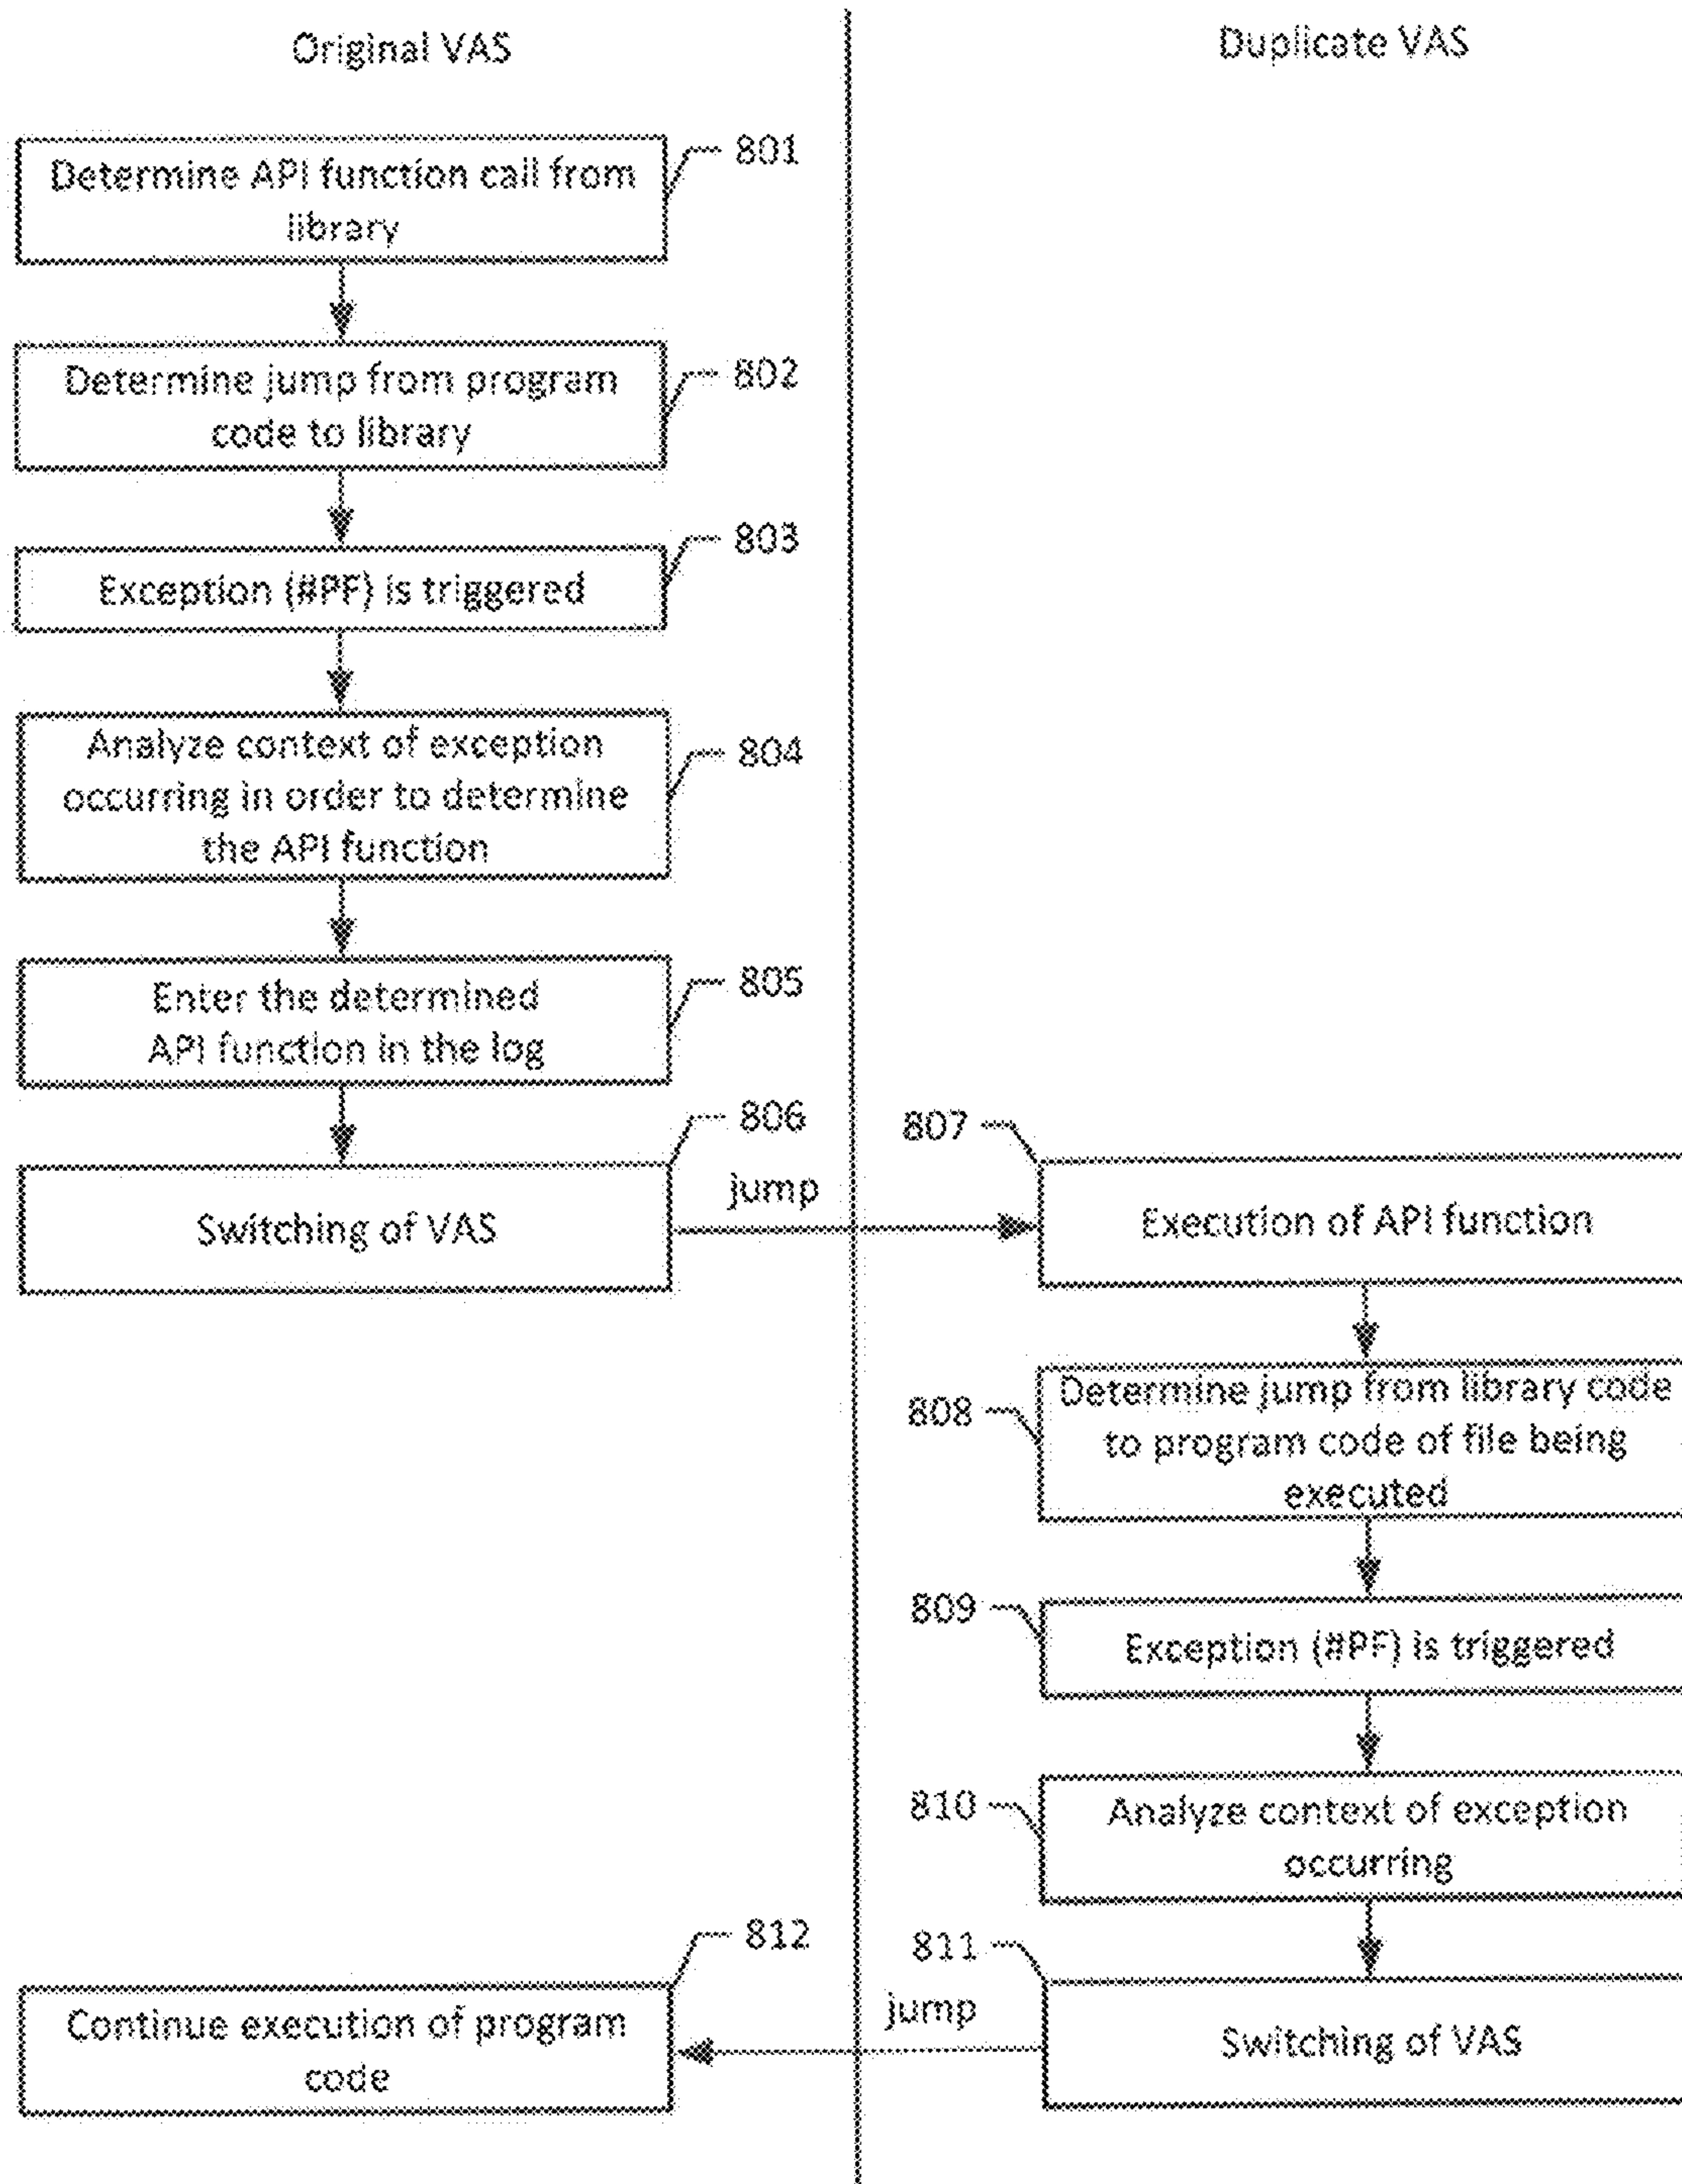 Original VAS
Duplicate VAS
801
Determine API function call from
library
802
Determine jump from program
code to library
803
Exception (#PF) is triggered
804
Analyze context of exception
occurring in order to determine
the API function
805
Enter the determined
API function in the log
806
Switching of VAS
jump
807
Execution of API function
808
Determine jump from library code
to program code of file being
executed
809
Exception (#PF) is triggered
810
Analyze context of exception
occurring
811
Switching of VAS
jump
812
Continue execution of program
code